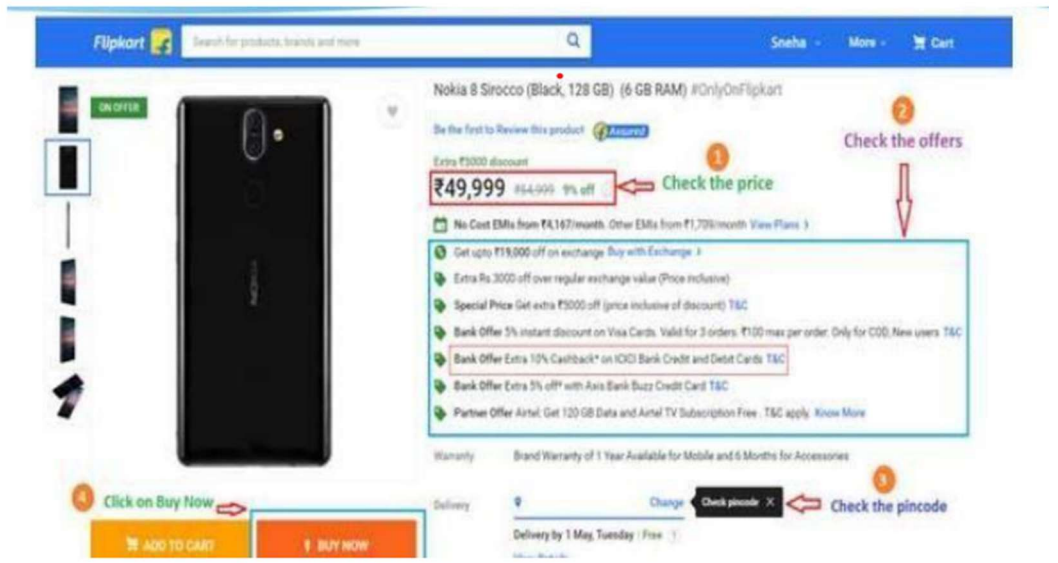 Flipkart
Search for products, brands and more
Sneha
More
Cart
ON OFFER
NOKIA
Nokia 8 Sirocco (Black, 128 GB) (6 GB RAM) #OnlyOnFlipkart
Be the first to Review this product Assured
Extra ₹5000 discount
₹49,999 ₹54,999 9% off
1
Check the price
2
Check the offers
No Cost EMIs from ₹4,167/month. Other EMIs from ₹1,709/month View Plans
Get upto ₹19,000 off on exchange Buy with Exchange
Extra Rs 3000 off over regular exchange value (Price inclusive)
Special Price Get extra ₹5000 off (price inclusive of discount) T&C
Bank Offer 5% instant discount on Visa Cards. Valid for 3 orders. ₹100 max per order. Only for COD, New users T&C
Bank Offer Extra 10% Cashback* on ICICI Bank Credit and Debit Cards T&C
Bank Offer Extra 5% off* with Axis Bank Buzz Credit Card T&C
Partner Offer Airtel: Get 120 GB Data and Airtel TV Subscription Free . T&C apply. Know More
Warranty Brand Warranty of 1 Year Available for Mobile and 6 Months for Accessories
Delivery
Change
Check pincode X
3
Check the pincode
Delivery by 1 May, Tuesday | Free ?
4
Click on Buy Now
ADD TO CART
BUY NOW